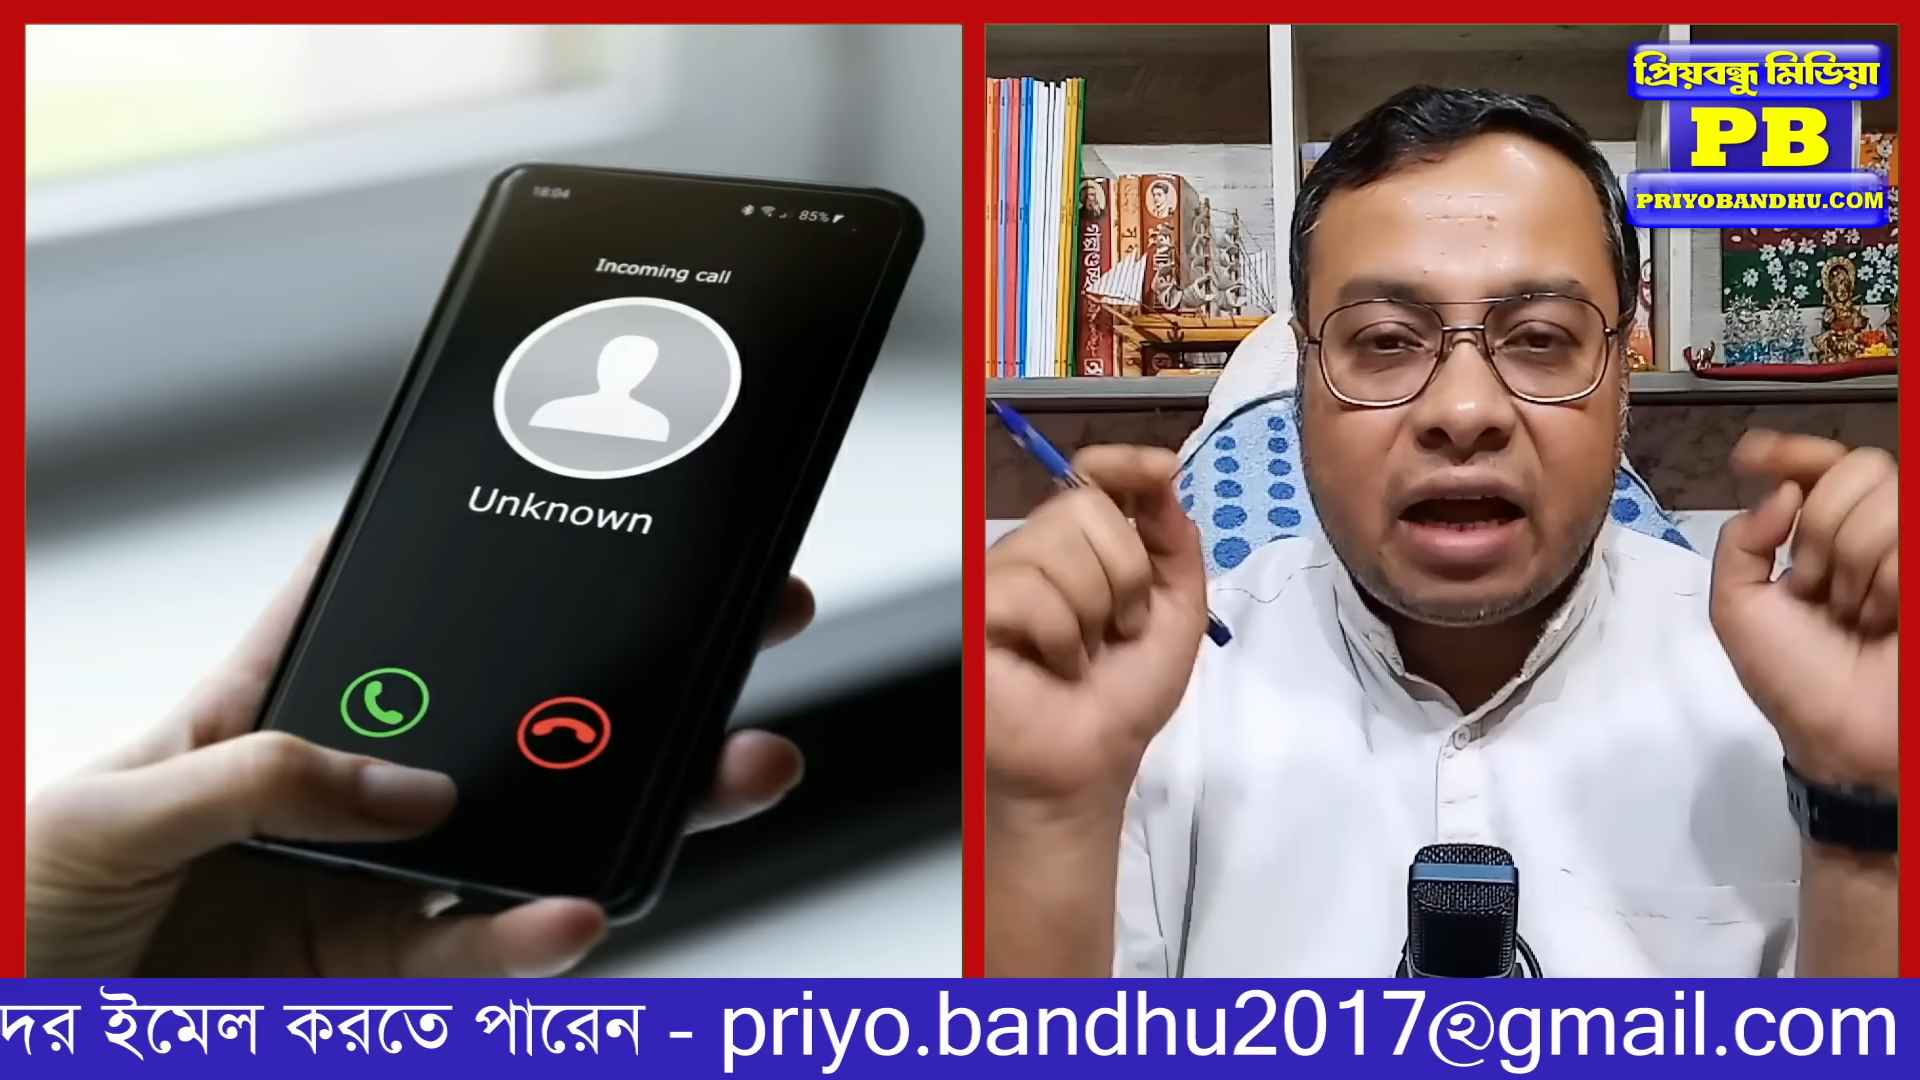 18:04
85%
Incoming call
Unknown
প্রিয়বন্ধু মিডিয়া
PB
PRIYOBANDHU.COM
দর ইমেল করতে পারেন - priyo.bandhu2017@gmail.com